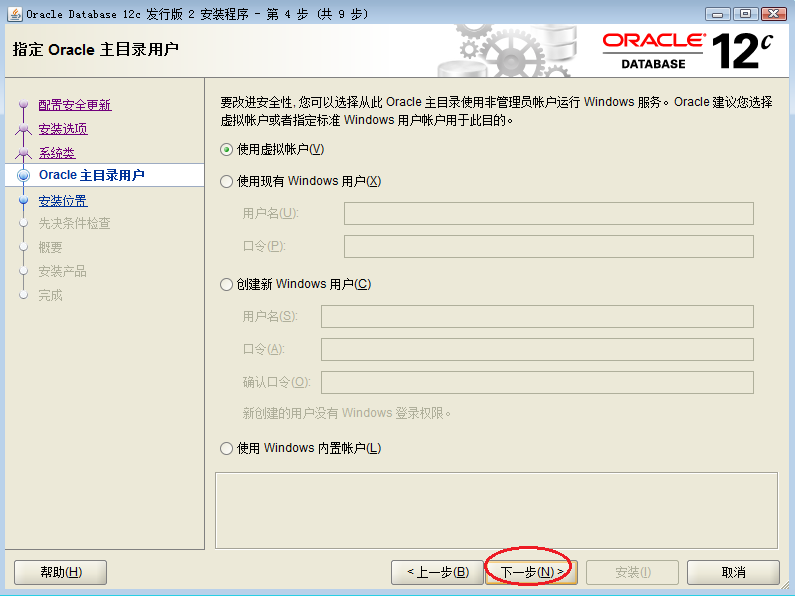 Oracle Database 12c 发行版 2 安装程序 - 第 4 步 (共 9 步)
指定 Oracle 主目录用户
ORACLE®
DATABASE
12c
配置安全更新
安装选项
系统类
Oracle 主目录用户
安装位置
先决条件检查
概要
安装产品
完成
要改进安全性, 您可以选择从此 Oracle 主目录使用非管理员帐户运行 Windows 服务。Oracle 建议您选择
虚拟帐户或者指定标准 Windows 用户帐户用于此目的。
使用虚拟帐户(V)
使用现有 Windows 用户(X)
用户名(U):
口令(P):
创建新 Windows 用户(C)
用户名(S):
口令(A):
确认口令(O):
新创建的用户没有 Windows 登录权限。
使用 Windows 内置帐户(L)
帮助(H)
< 上一步(B)
下一步(N) >
安装(I)
取消